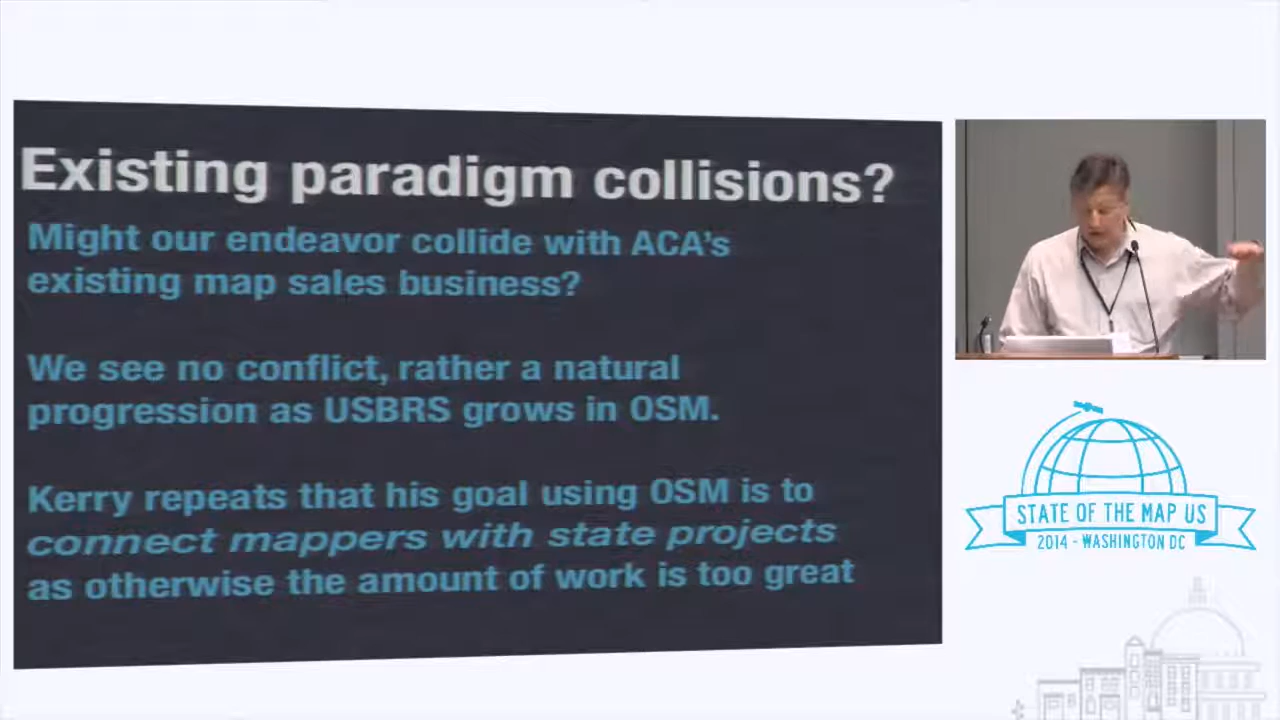 Existing paradigm collisions?
Might our endeavor collide with ACA's
existing map sales business?
We see no conflict, rather a natural
progression as USBRS grows in OSM.
Kerry repeats that his goal using OSM is to
connect mappers with state projects
as otherwise the amount of work is too great
STATE OF THE MAP US
2014 - WASHINGTON DC